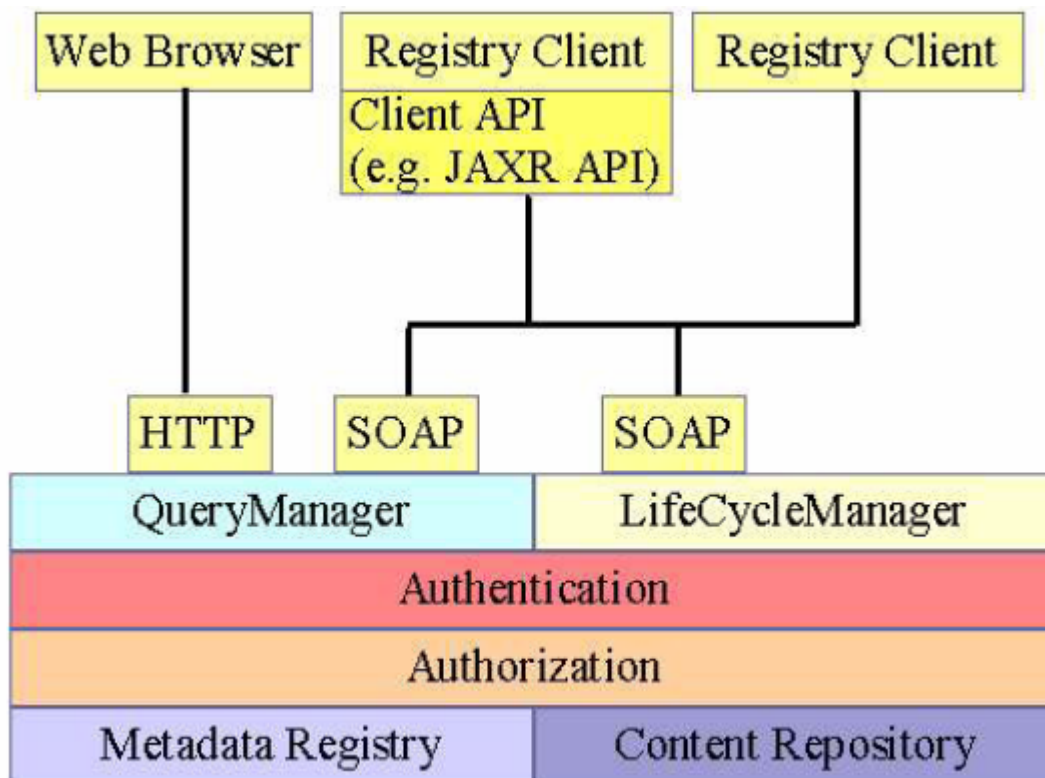 Web Browser
Registry Client
Registry Client
Client API
(e.g. JAXR API)
HTTP
SOAP
SOAP
QueryManager
LifeCycleManager
Authentication
Authorization
Metadata Registry
Content Repository